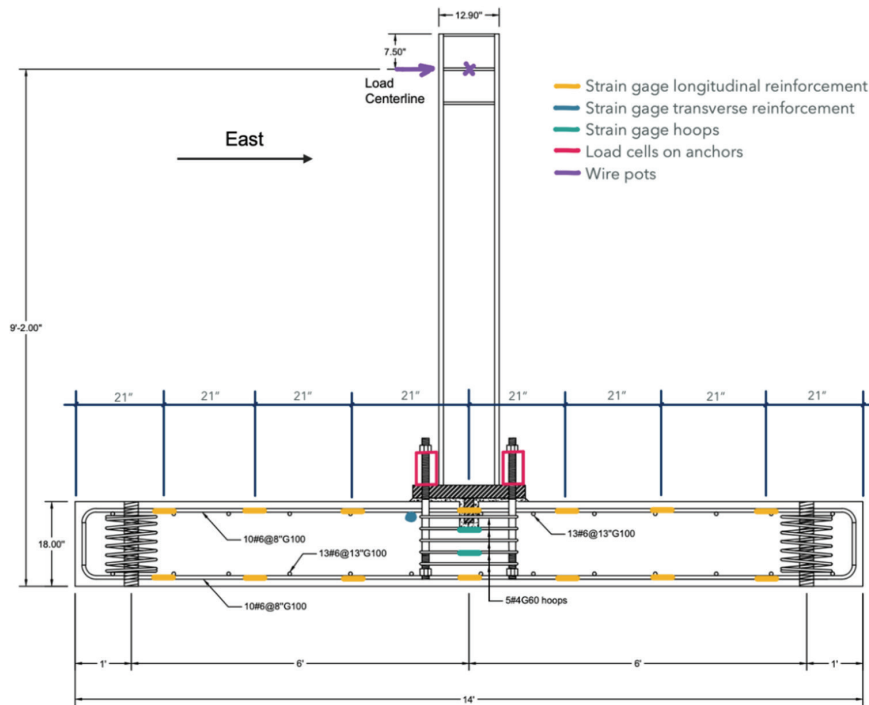 12.90"
7.50"
Load
Centerline
East
Strain gage longitudinal reinforcement
Strain gage transverse reinforcement
Strain gage hoops
Load cells on anchors
Wire pots
9'-2.00"
21" 21" 21" 21" 21" 21" 21" 21"
18.00"
10#6@8"G100
13#6@13"G100
13#6@13"G100
10#6@8"G100
5#4G60 hoops
1' 6' 6' 1'
14'